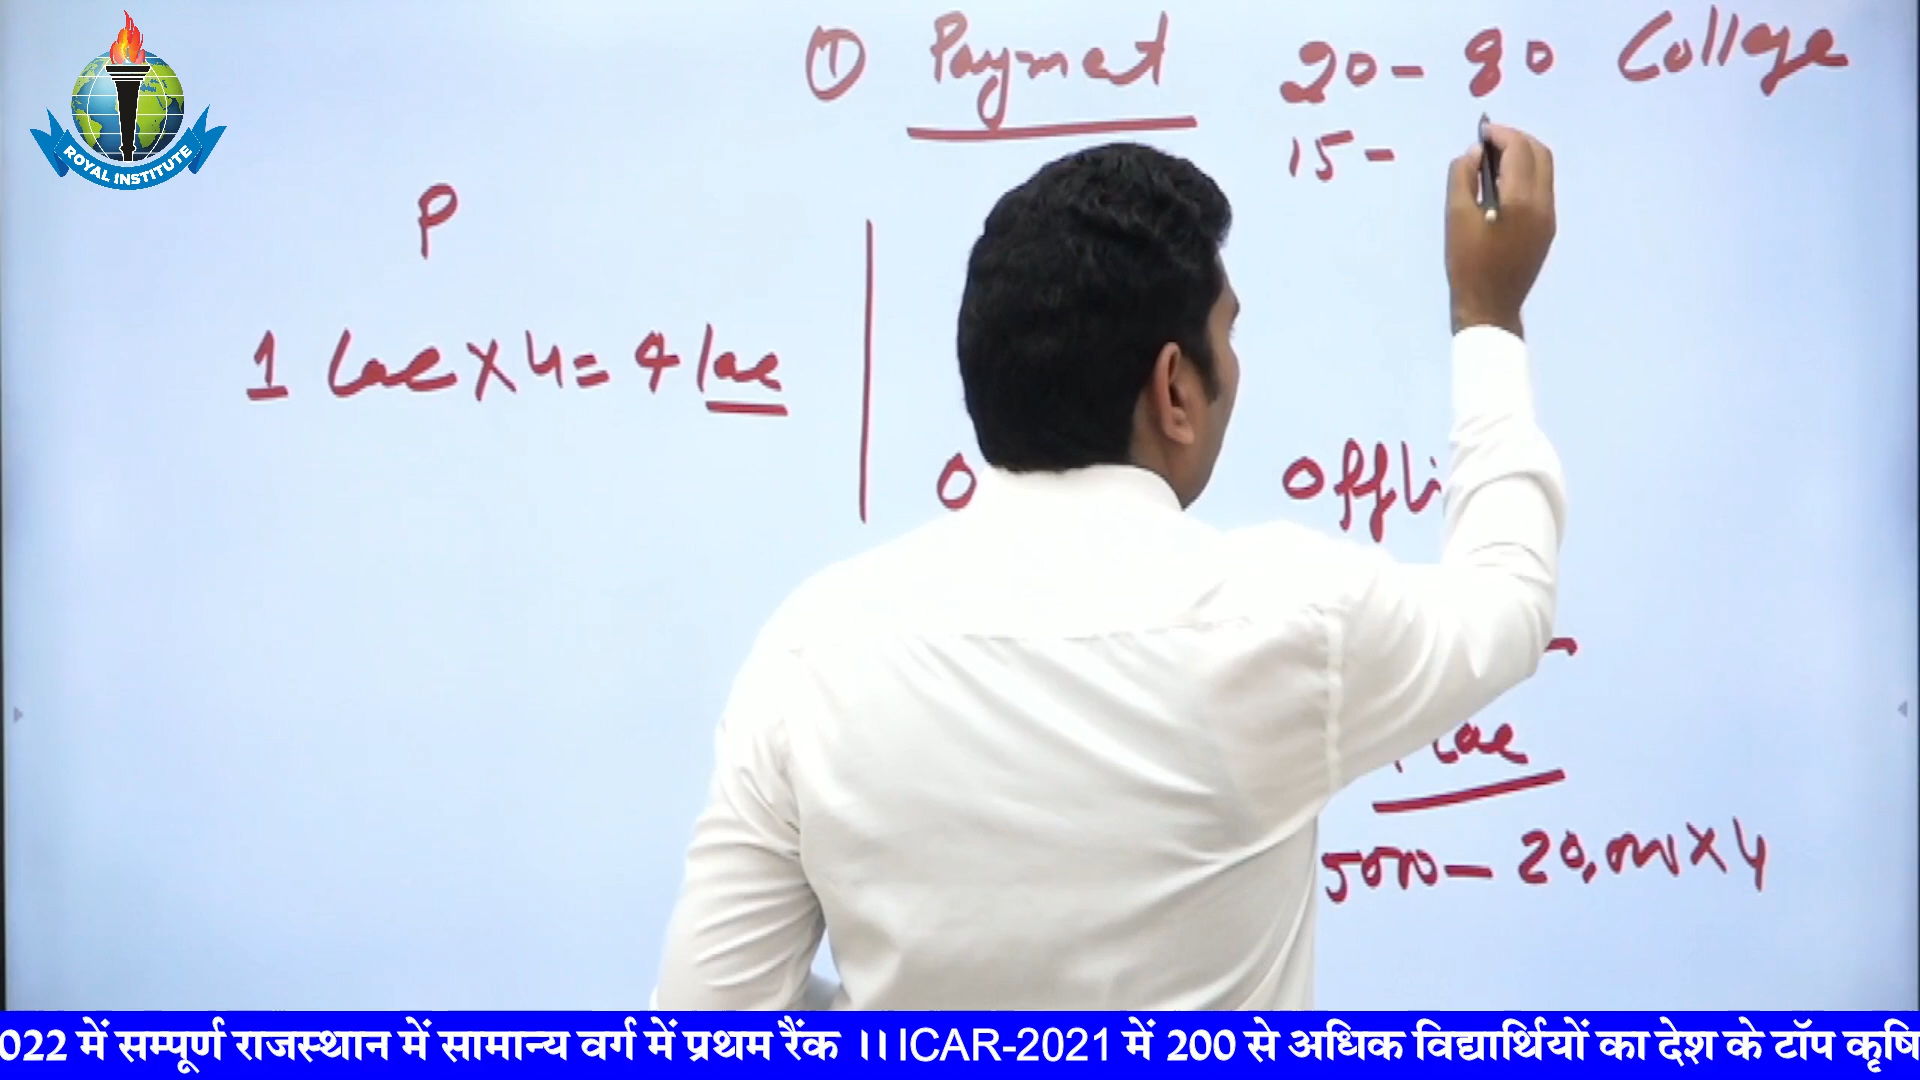 ROYAL INSTITUTE
① Paymet 20 - 80 College
15 -
P
1 Lac x 4 = 4 lac
Offli
lac
5000 - 20,000 x 4
022 में सम्पूर्ण राजस्थान में सामान्य वर्ग में प्रथम रैंक ।। ICAR-2021 में 200 से अधिक विद्यार्थियों का देश के टॉप कृषि